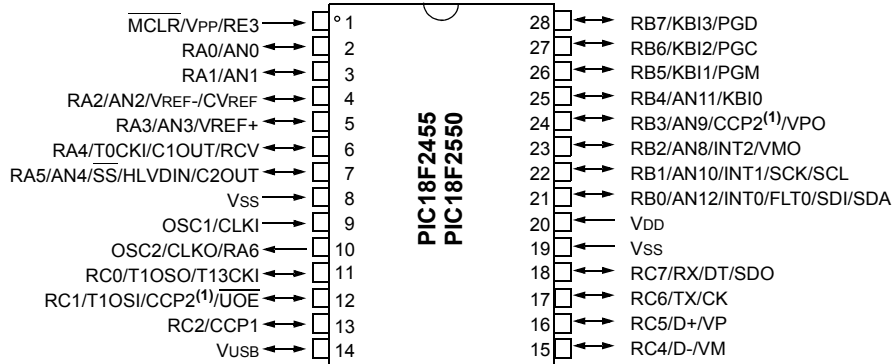 MCLR/VPP/RE3
RA0/AN0
RA1/AN1
RA2/AN2/VREF-/CVREF
RA3/AN3/VREF+
RA4/T0CKI/C1OUT/RCV
RA5/AN4/SS/HLVDIN/C2OUT
VSS
OSC1/CLKI
OSC2/CLKO/RA6
RC0/T1OSO/T13CKI
RC1/T1OSI/CCP2(1)/UOE
RC2/CCP1
VUSB
1
2
3
4
5
6
7
8
9
10
11
12
13
14
PIC18F2455
PIC18F2550
28
27
26
25
24
23
22
21
20
19
18
17
16
15
RB7/KBI3/PGD
RB6/KBI2/PGC
RB5/KBI1/PGM
RB4/AN11/KBI0
RB3/AN9/CCP2(1)/VPO
RB2/AN8/INT2/VMO
RB1/AN10/INT1/SCK/SCL
RB0/AN12/INT0/FLT0/SDI/SDA
VDD
VSS
RC7/RX/DT/SDO
RC6/TX/CK
RC5/D+/VP
RC4/D-/VM